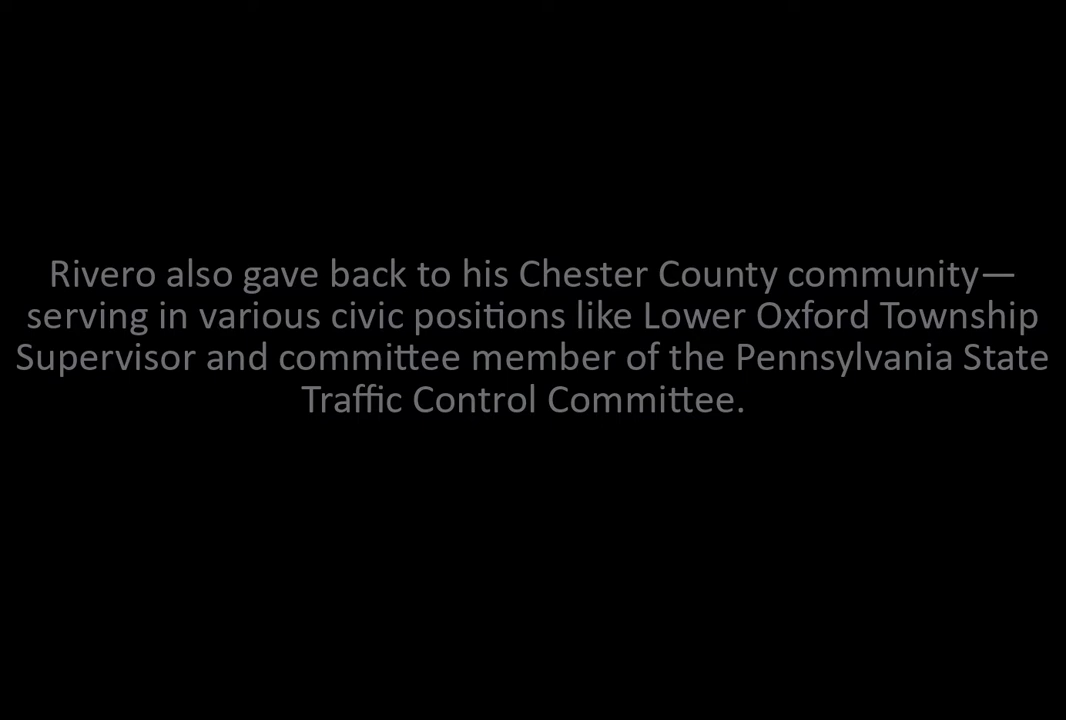 Rivero also gave back to his Chester County community—
serving in various civic positions like Lower Oxford Township
Supervisor and committee member of the Pennsylvania State
Traffic Control Committee.